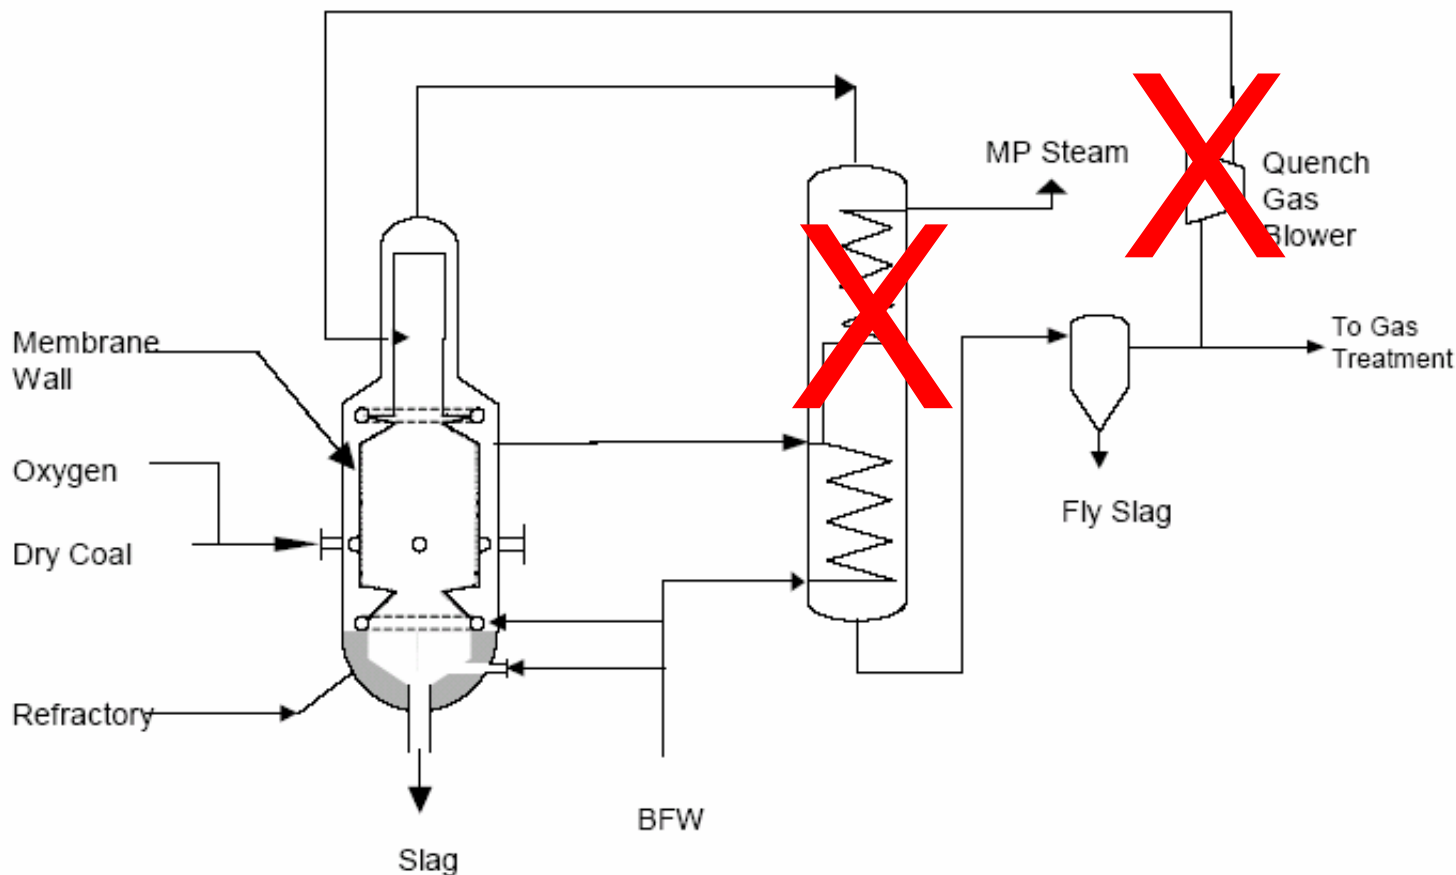 MP Steam
Quench
Gas
Blower
Membrane
Wall
To Gas
Treatment
Oxygen
Fly Slag
Dry Coal
Refractory
BFW
Slag